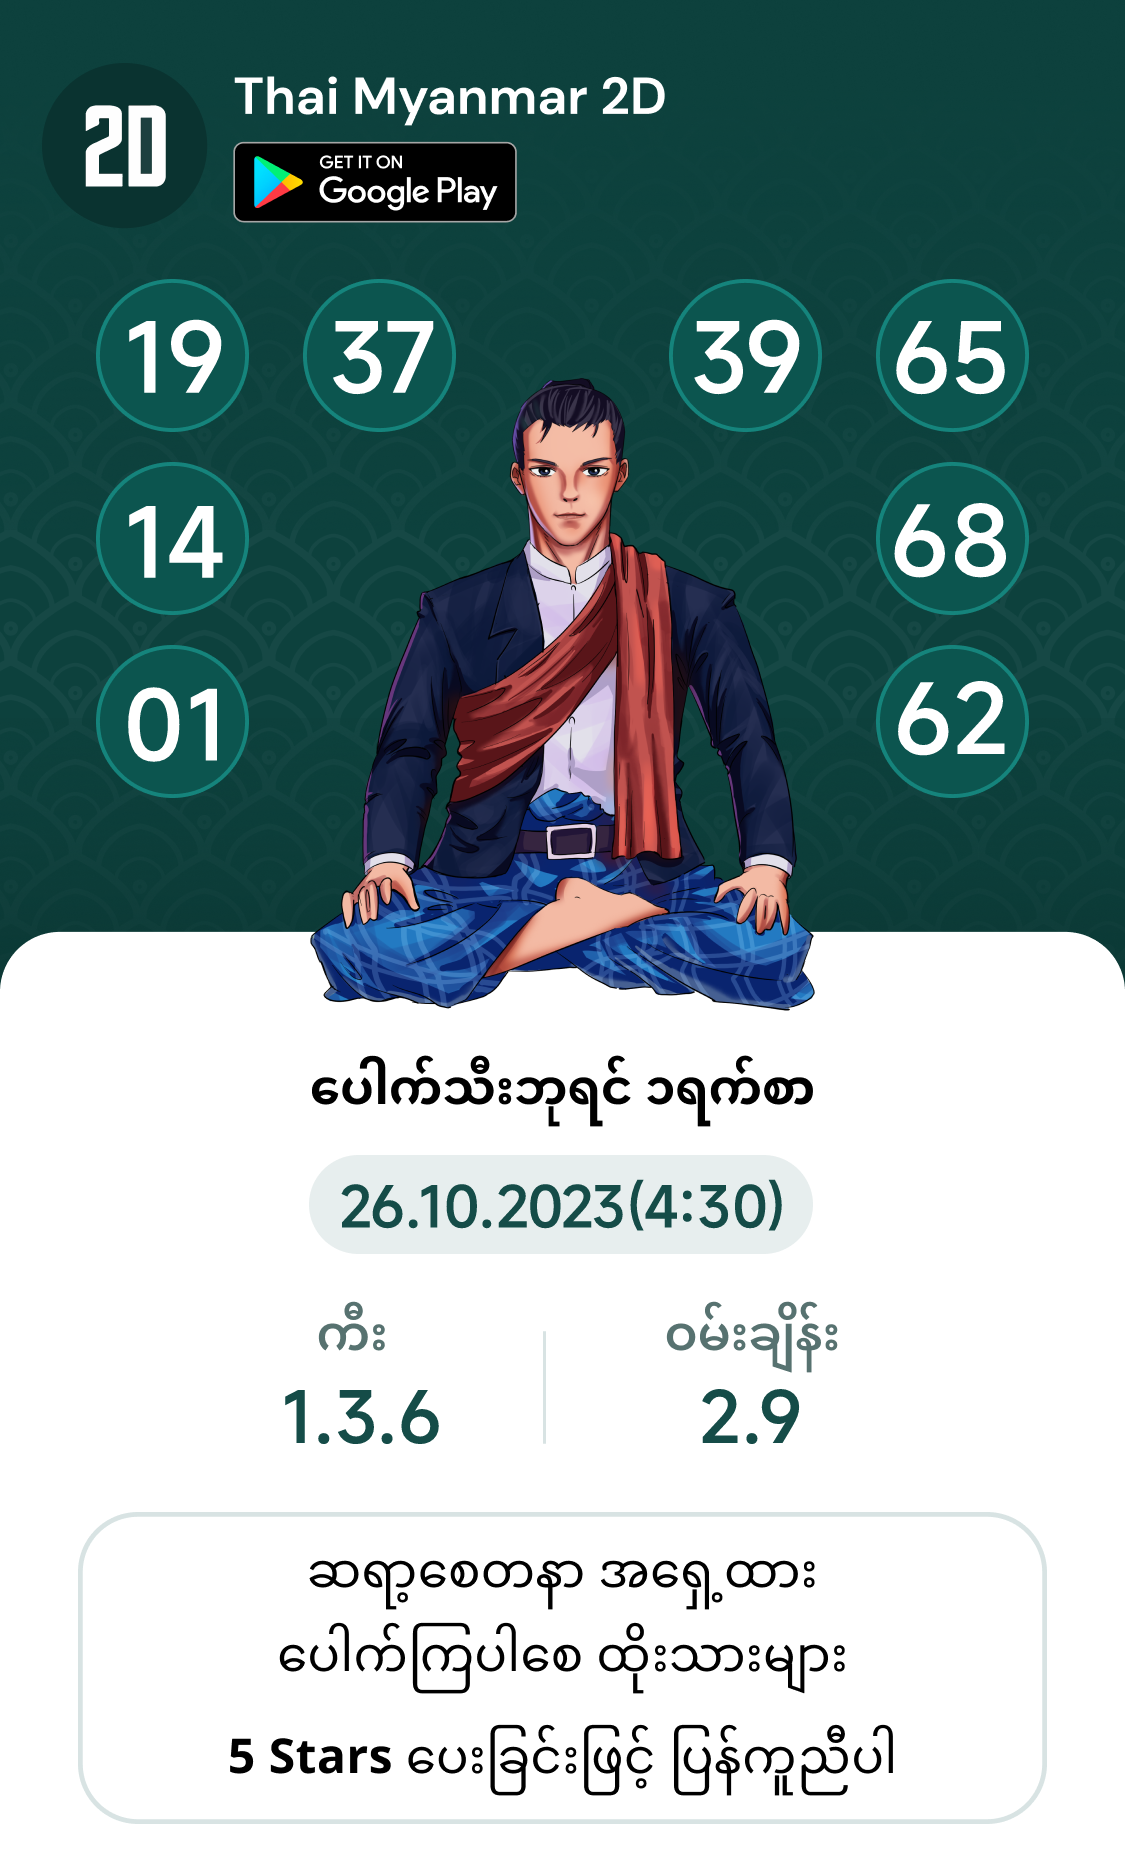 2D
Thai Myanmar 2D
GET IT ON
Google Play
19 37 39 65
14 68
01 62
ပေါက်သီးဘုရင် ၁ရက်စာ
26.10.2023(4:30)
ကီး ဝမ်းချိန်း
1.3.6 2.9
ဆရာ့စေတနာ အရှေ့ထား
ပေါက်ကြပါစေ ထိုးသားများ
5 Stars ပေးခြင်းဖြင့် ပြန်ကူညီပါ